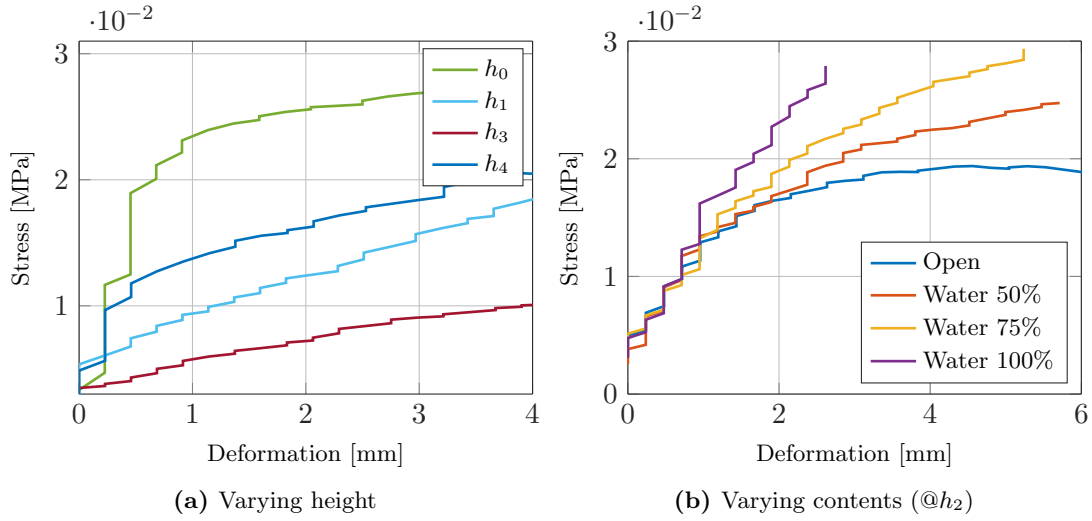 ·10⁻²
3
2
1
Stress [MPa]
0 1 2 3 4
Deformation [mm]
h₀
h₁
h₃
h₄
(a) Varying height
·10⁻²
3
2
1
0
Stress [MPa]
0 2 4 6
Deformation [mm]
Open
Water 50%
Water 75%
Water 100%
(b) Varying contents (@h₂)